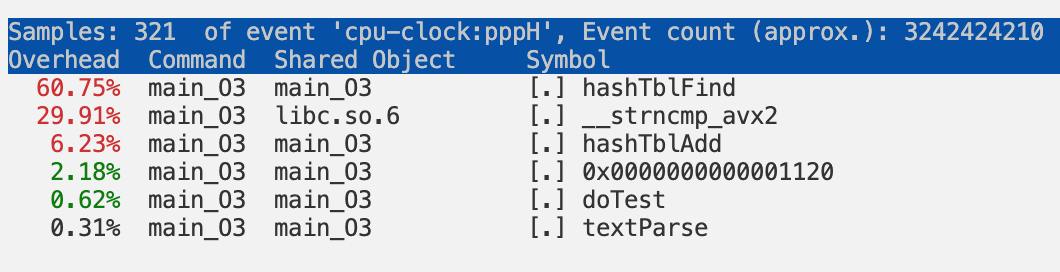 Samples: 321  of event 'cpu-clock:pppH', Event count (approx.): 3242424210
Overhead  Command  Shared Object     Symbol
  60.75%  main_O3  main_O3           [.] hashTblFind
  29.91%  main_O3  libc.so.6         [.] __strncmp_avx2
   6.23%  main_O3  main_O3           [.] hashTblAdd
   2.18%  main_O3  main_O3           [.] 0x0000000000001120
   0.62%  main_O3  main_O3           [.] doTest
   0.31%  main_O3  main_O3           [.] textParse